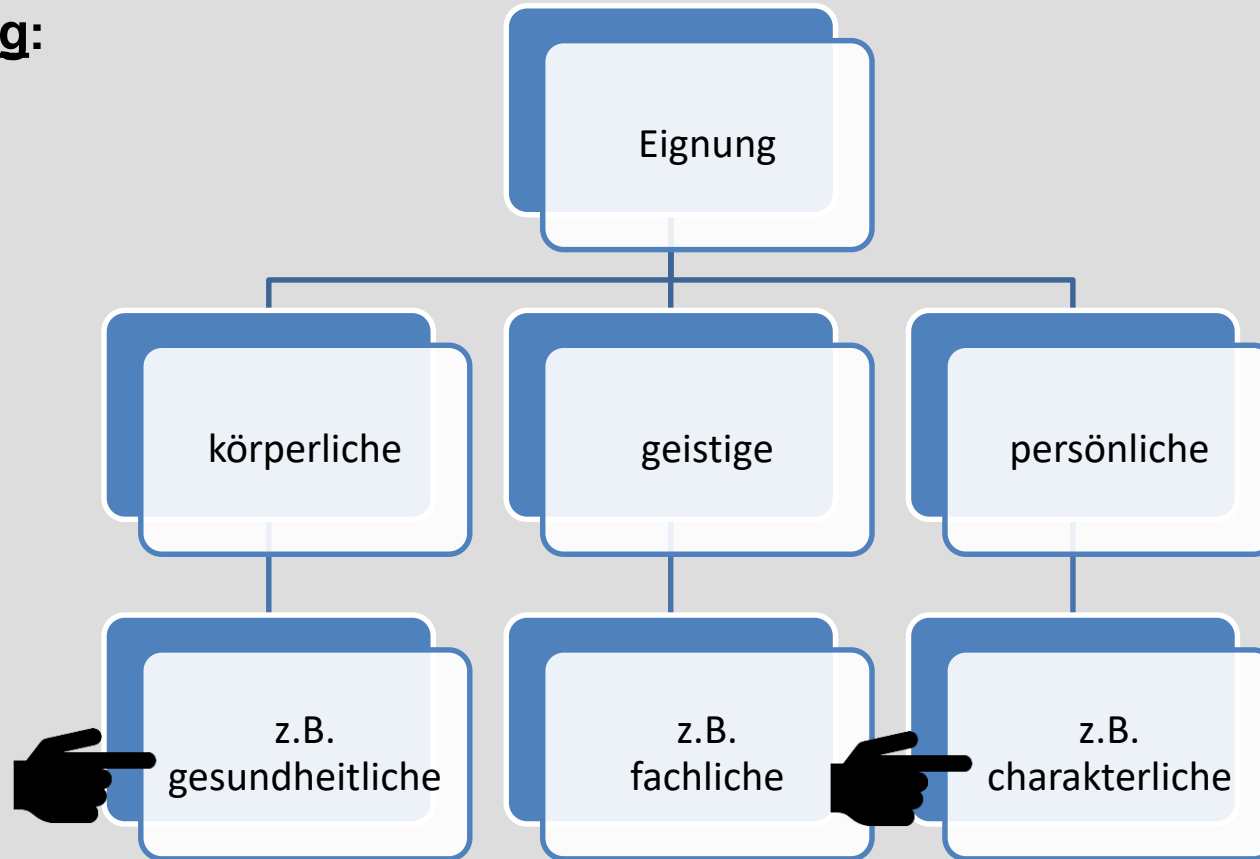 g:
Eignung
körperliche
geistige
persönliche
z.B.
gesundheitliche
z.B.
fachliche
z.B.
charakterliche